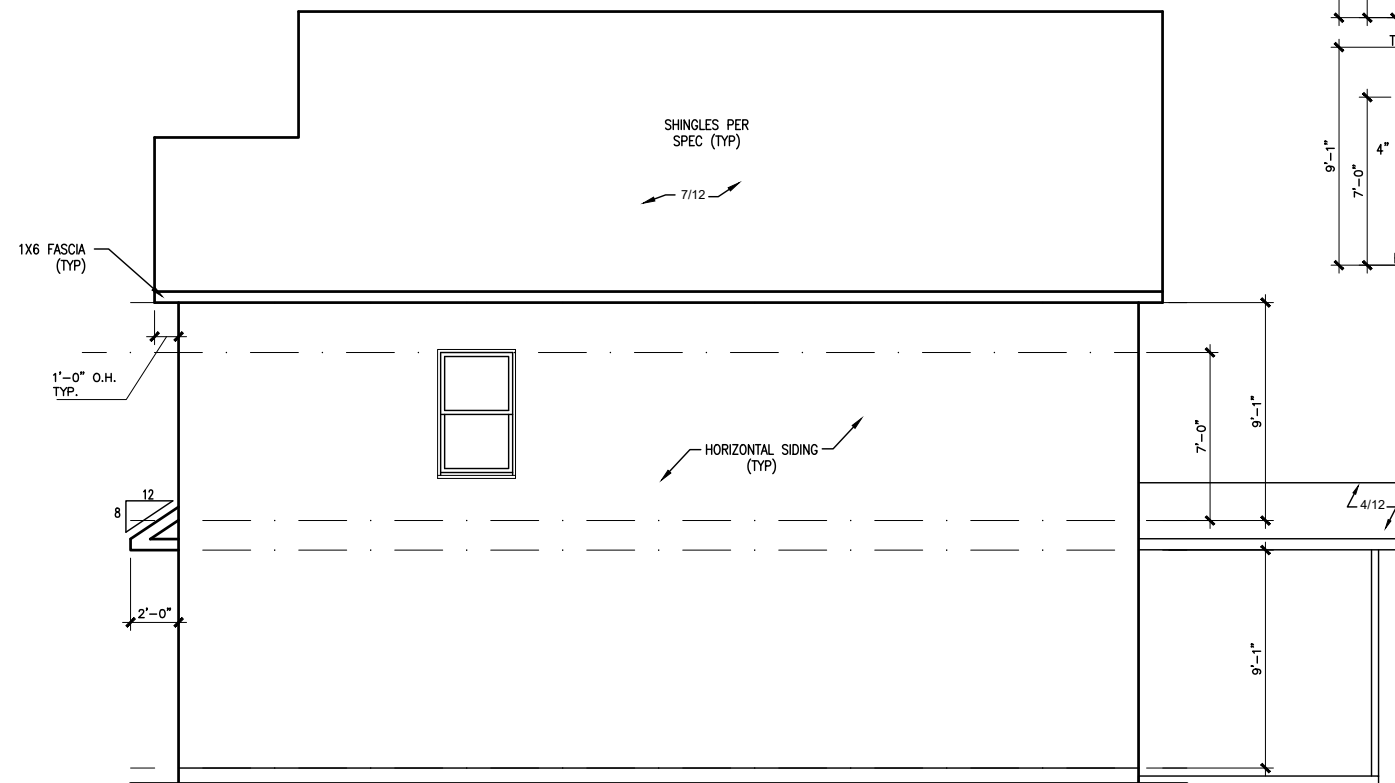 SHINGLES PER
SPEC (TYP)
7/12
1X6 FASCIA
(TYP)
1'-0" O.H.
TYP.
HORIZONTAL SIDING
(TYP)
12
8
2'-0"
7'-0"
9'-1"
4/12
9'-1"
9'-1"
7'-0"
4"